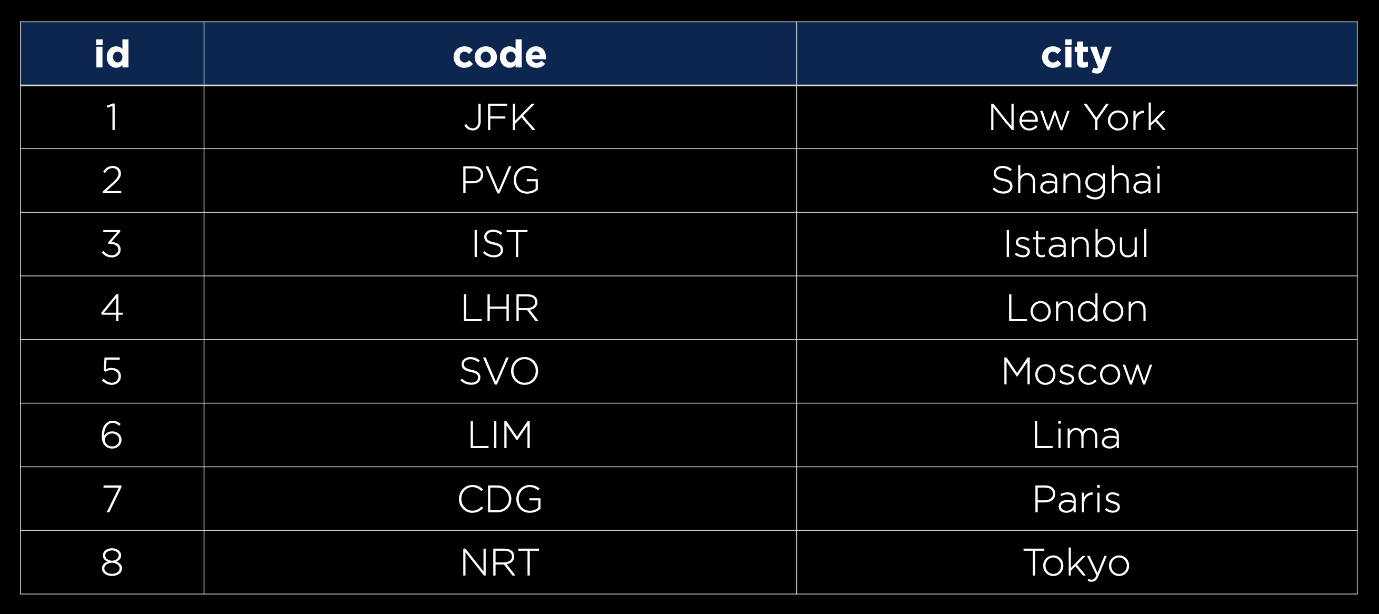 id code city
1 JFK New York
2 PVG Shanghai
3 IST Istanbul
4 LHR London
5 SVO Moscow
6 LIM Lima
7 CDG Paris
8 NRT Tokyo